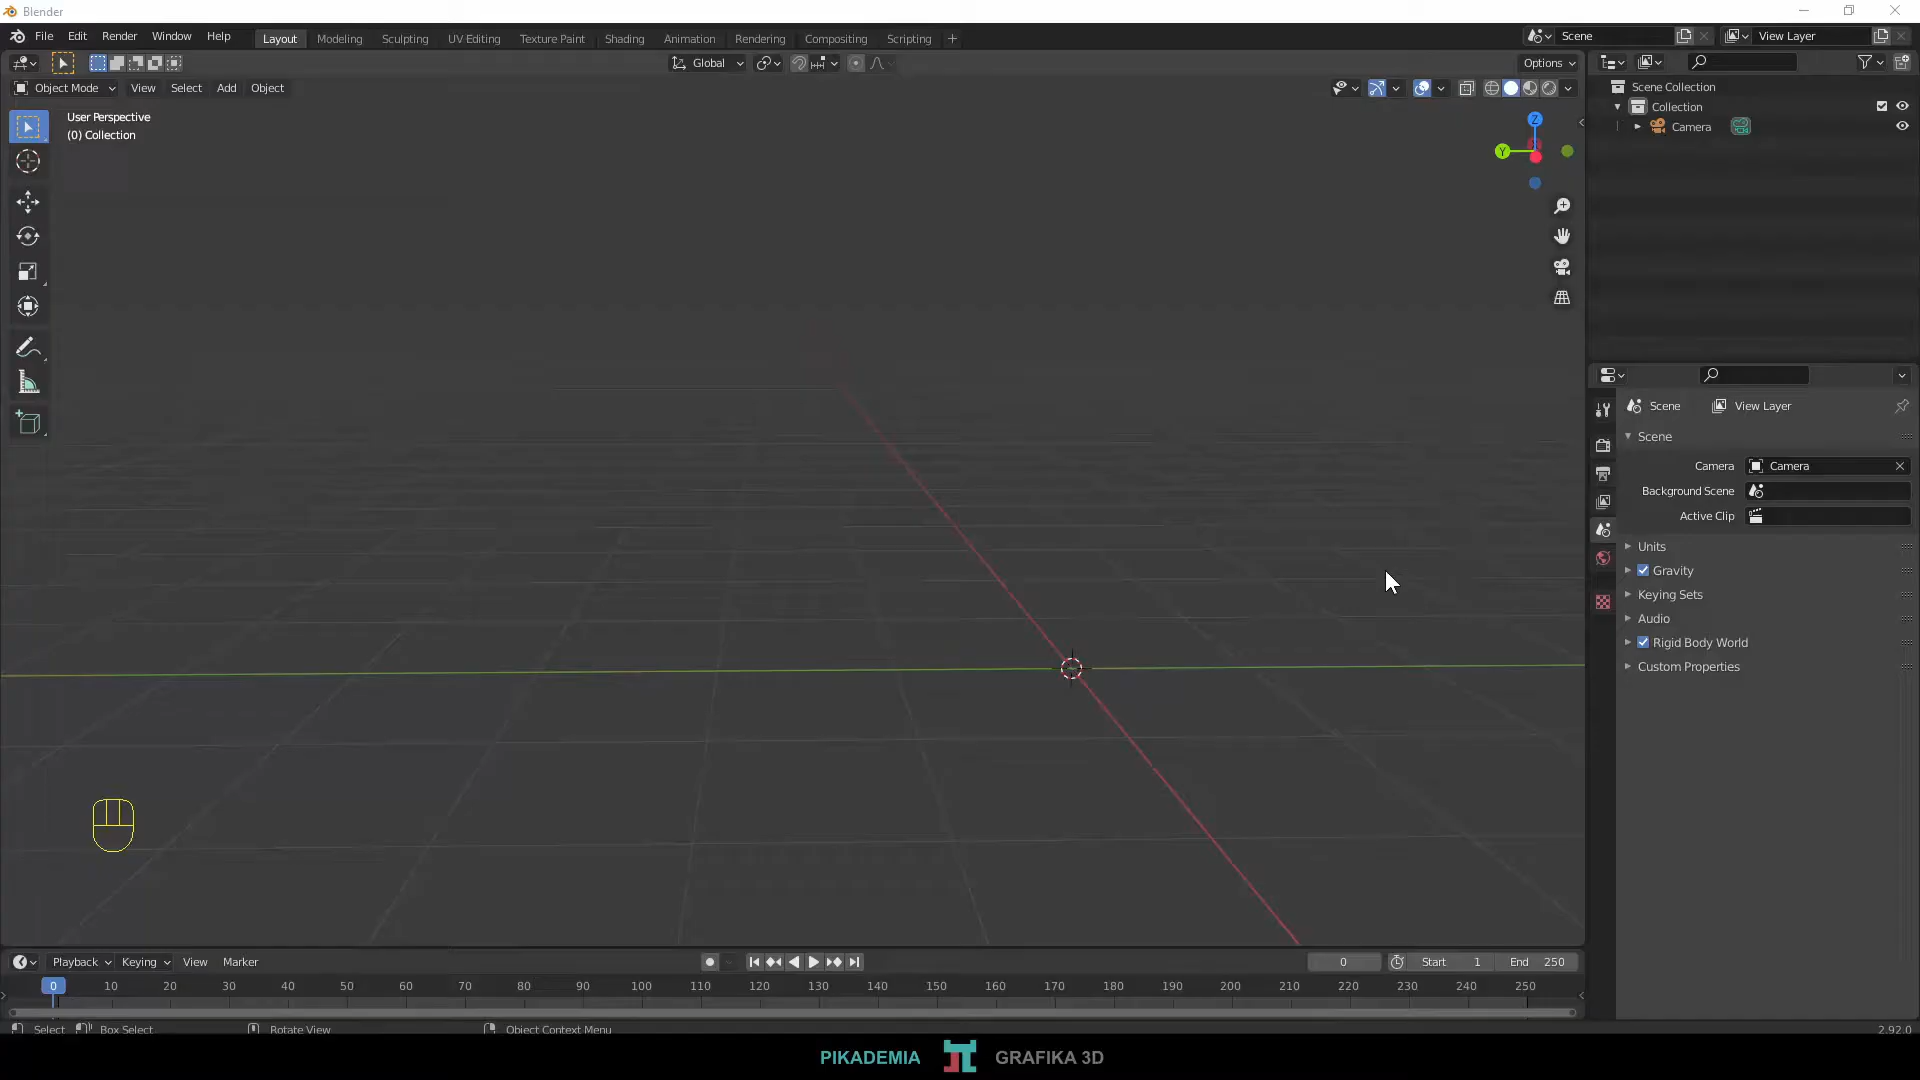 Blender
File Edit Render Window Help Layout Modeling Sculpting UV Editing Texture Paint Shading Animation Rendering Compositing Scripting + Scene View Layer
Global Options
Object Mode View Select Add Object
User Perspective
(0) Collection
Z
Y
Scene Collection
Collection
Camera
Scene View Layer
Scene
Camera Camera
Background Scene
Active Clip
Units
Gravity
Keying Sets
Audio
Rigid Body World
Custom Properties
Playback Keying View Marker 0 Start 1 End 250
0 10 20 30 40 50 60 70 80 90 100 110 120 130 140 150 160 170 180 190 200 210 220 230 240 250
Select Box Select Rotate View Object Context Menu 2.92.0
PIKADEMIA GRAFIKA 3D